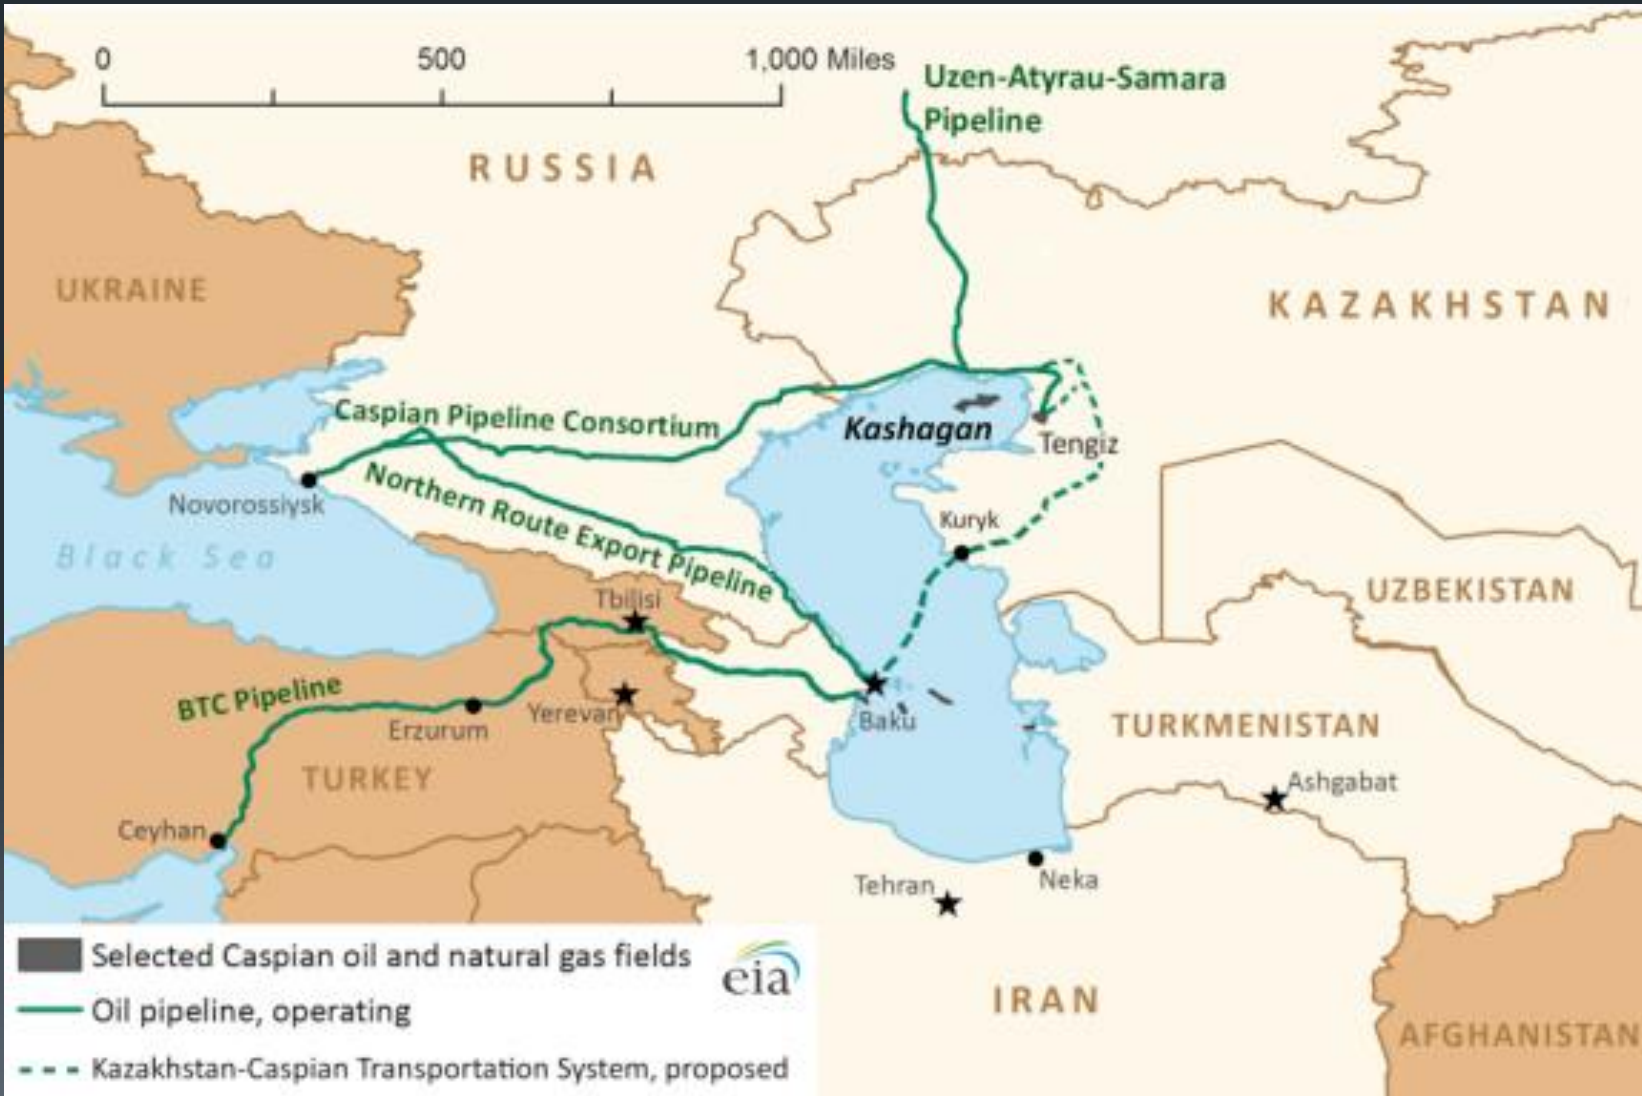 0 500 1,000 Miles
Uzen-Atyrau-Samara
Pipeline
RUSSIA
UKRAINE
KAZAKHSTAN
Caspian Pipeline Consortium
Kashagan
Tengiz
Northern Route Export Pipeline
Novorossiysk
Kuryk
Black Sea
UZBEKISTAN
Tbilisi
BTC Pipeline
Erzurum
Yerevan
Baku
TURKMENISTAN
TURKEY
Ashgabat
Ceyhan
Tehran
Neka
IRAN
AFGHANISTAN
Selected Caspian oil and natural gas fields
eia
Oil pipeline, operating
Kazakhstan-Caspian Transportation System, proposed